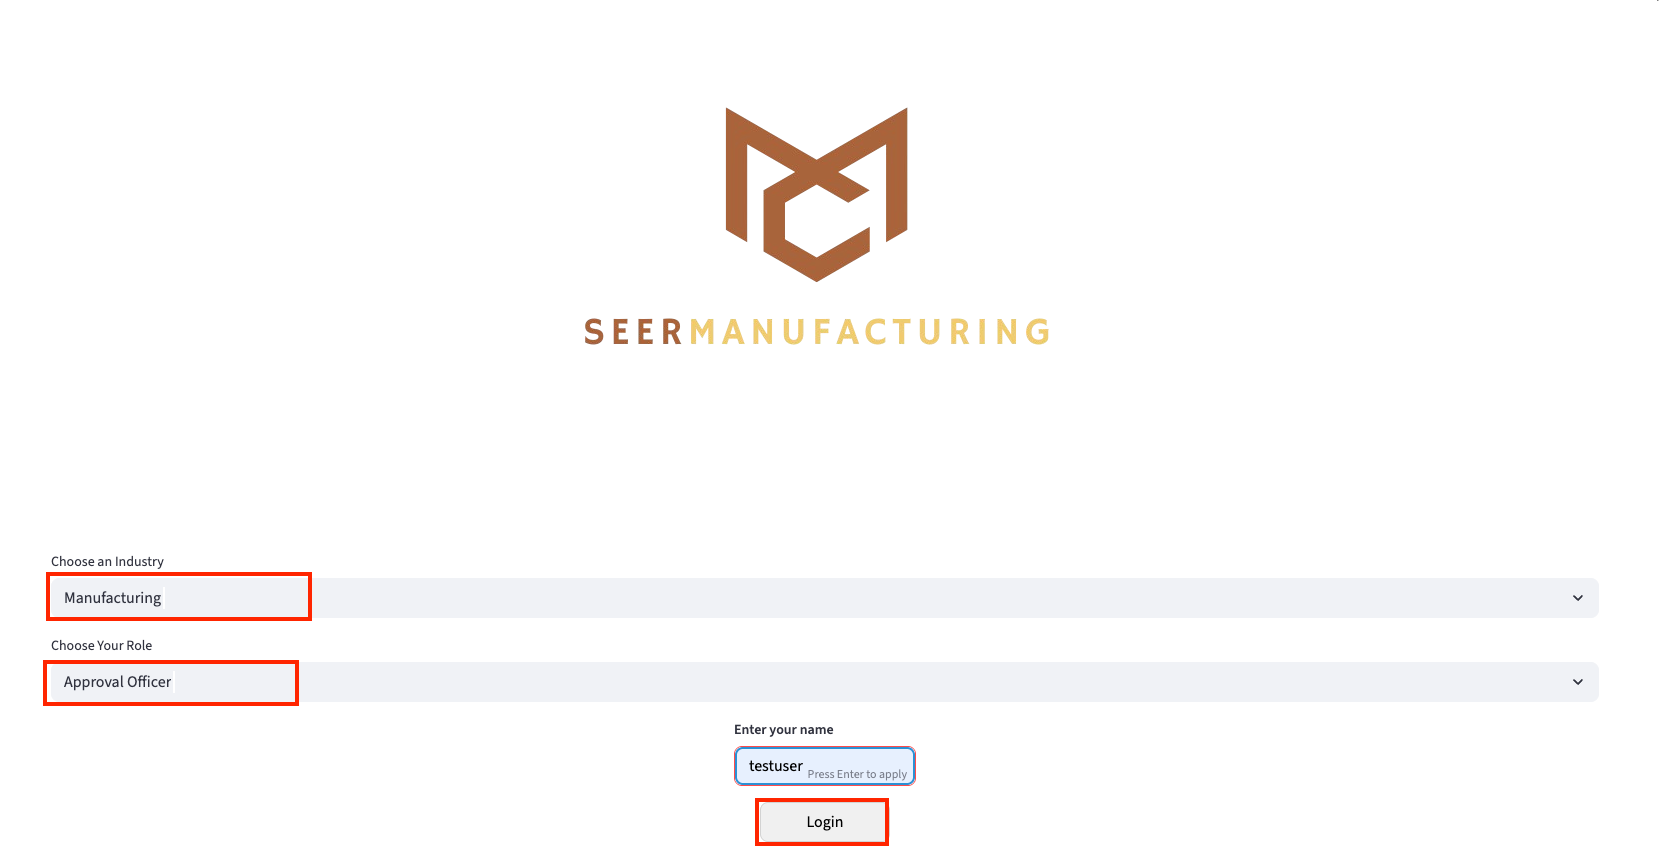 SEERMANUFACTURING
Choose an Industry
Manufacturing
Choose Your Role
Approval Officer
Enter your name
testuser Press Enter to apply
Login